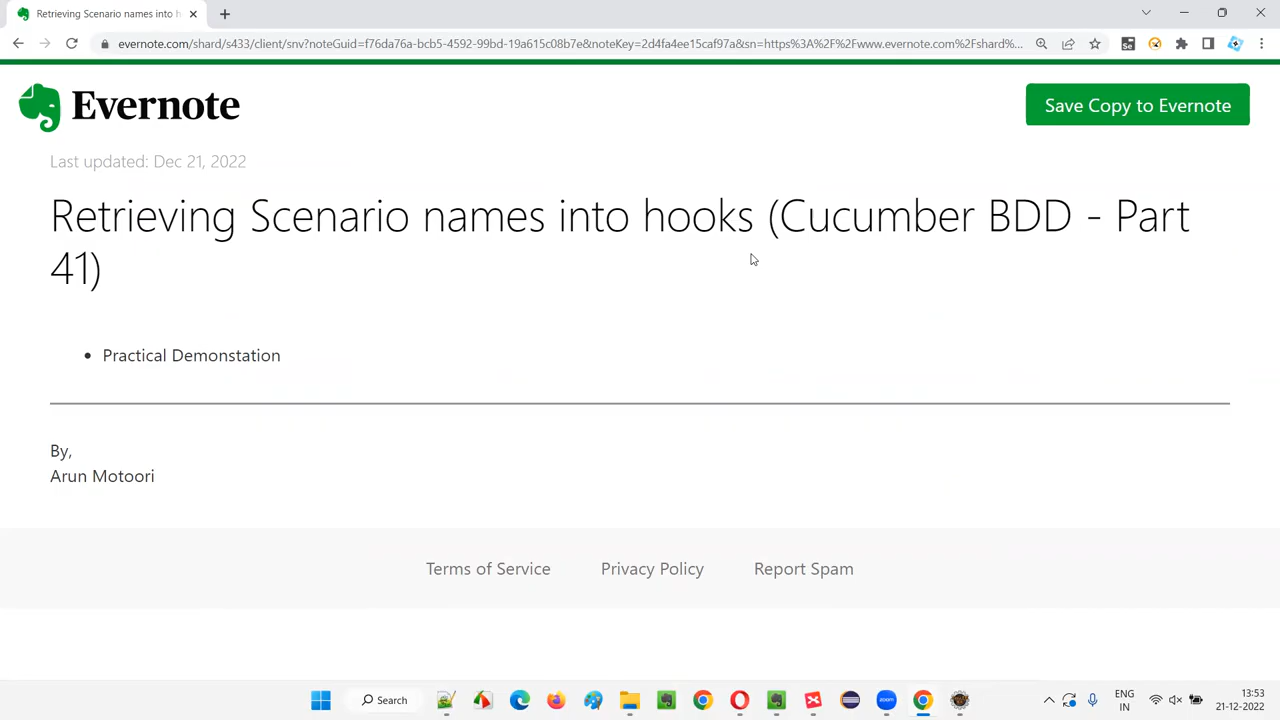 Retrieving Scenario names into h
evernote.com/shard/s433/client/snv?noteGuid=f76da76a-bbb5-4f92-99bd-19a615c08b7e&noteKey=2d4fa4ee15caf97a&sn=https%3A%2F%2Fwww.evernote.com%2Fshard%...
Evernote
Save Copy to Evernote
Last updated: Dec 21, 2022
Retrieving Scenario names into hooks (Cucumber BDD - Part
41)
• Practical Demonstation
By,
Arun Motoori
Terms of Service
Privacy Policy
Report Spam
Search
zoom
ENG
IN
13:53
21-12-2022